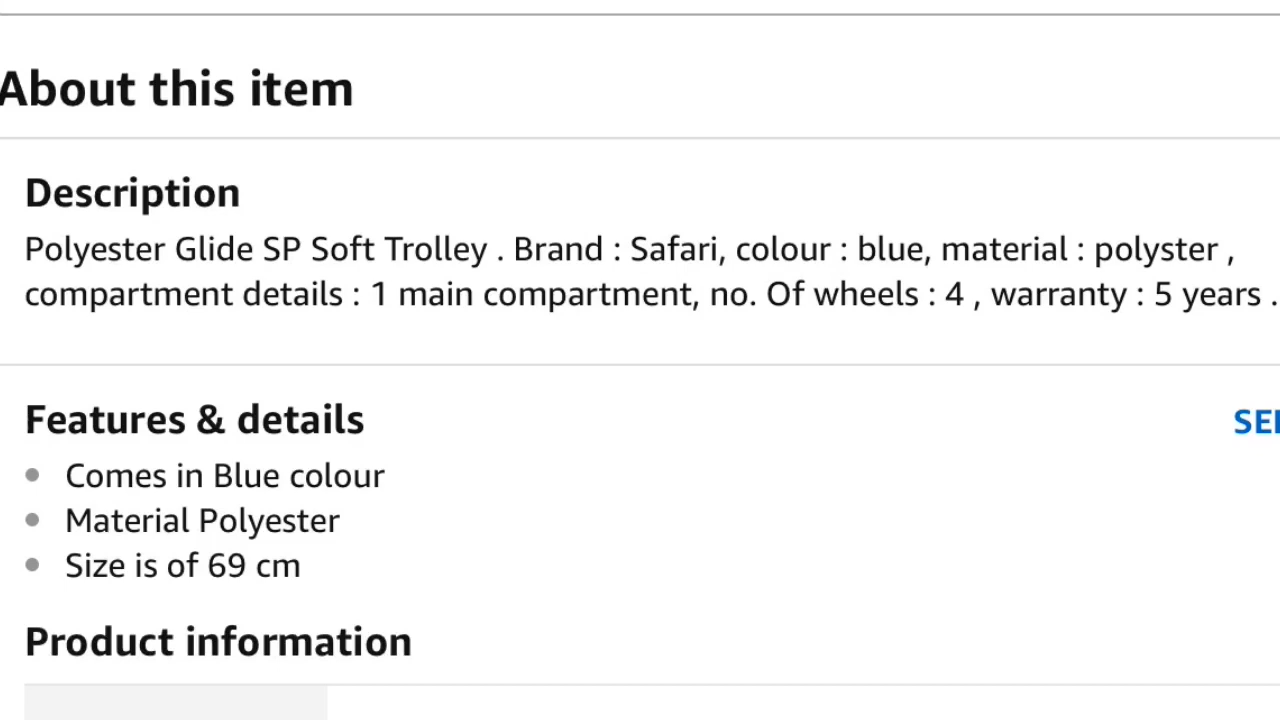 About this item
Description
Polyester Glide SP Soft Trolley . Brand : Safari, colour : blue, material : polyster ,
compartment details : 1 main compartment, no. Of wheels : 4 , warranty : 5 years .
Features & details
Comes in Blue colour
Material Polyester
Size is of 69 cm
Product information